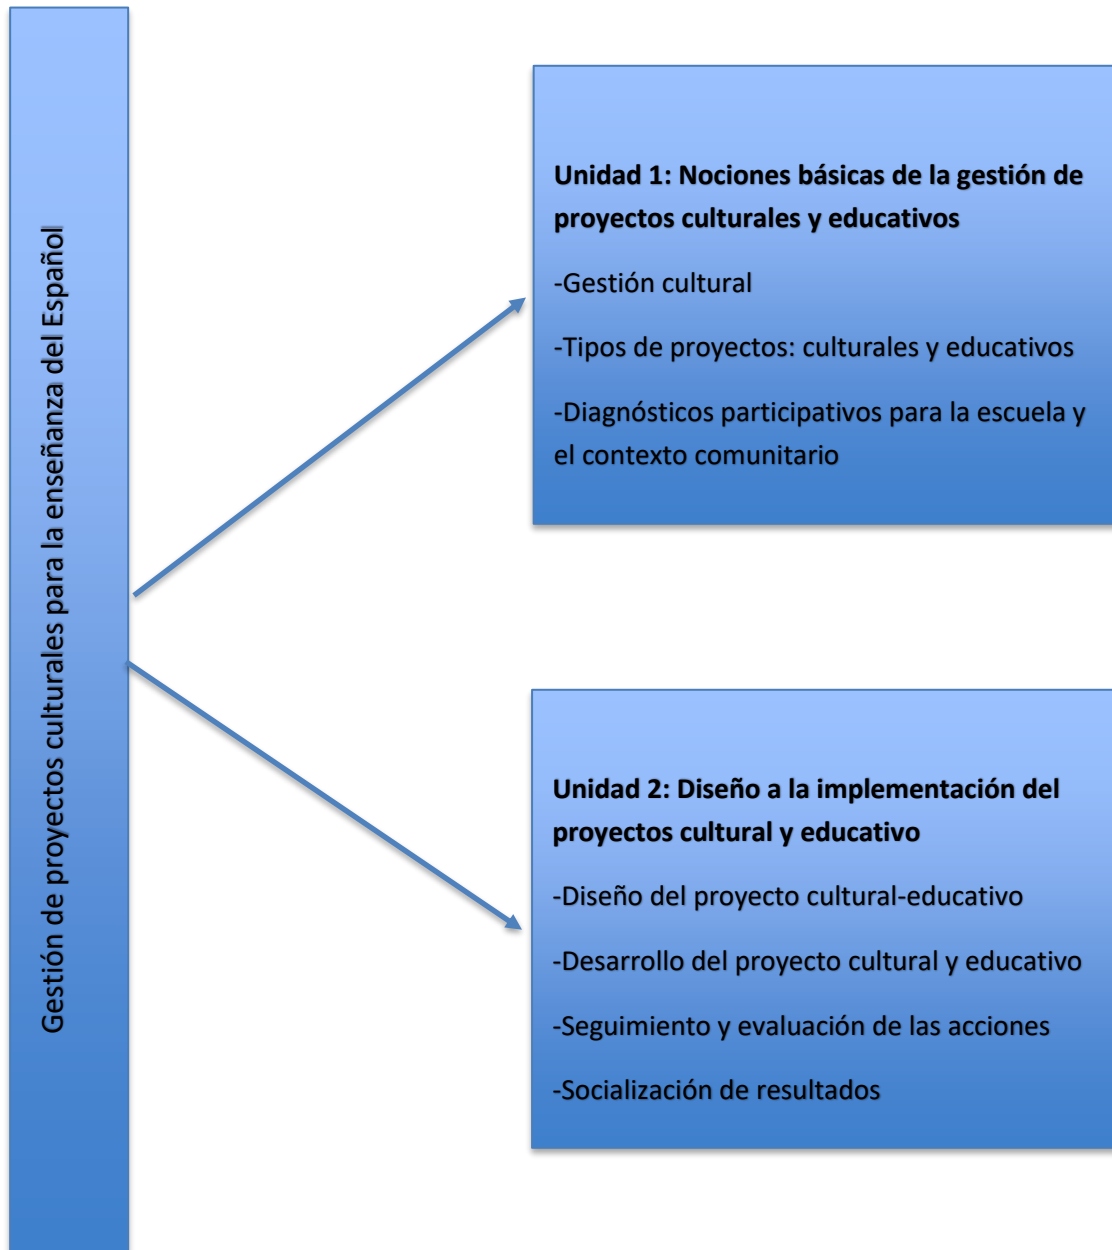 Gestión de proyectos culturales para la enseñanza del Español
Unidad 1: Nociones básicas de la gestión de
proyectos culturales y educativos
-Gestión cultural
-Tipos de proyectos: culturales y educativos
-Diagnósticos participativos para la escuela y
el contexto comunitario
Unidad 2: Diseño a la implementación del
proyectos cultural y educativo
-Diseño del proyecto cultural-educativo
-Desarrollo del proyecto cultural y educativo
-Seguimiento y evaluación de las acciones
-Socialización de resultados